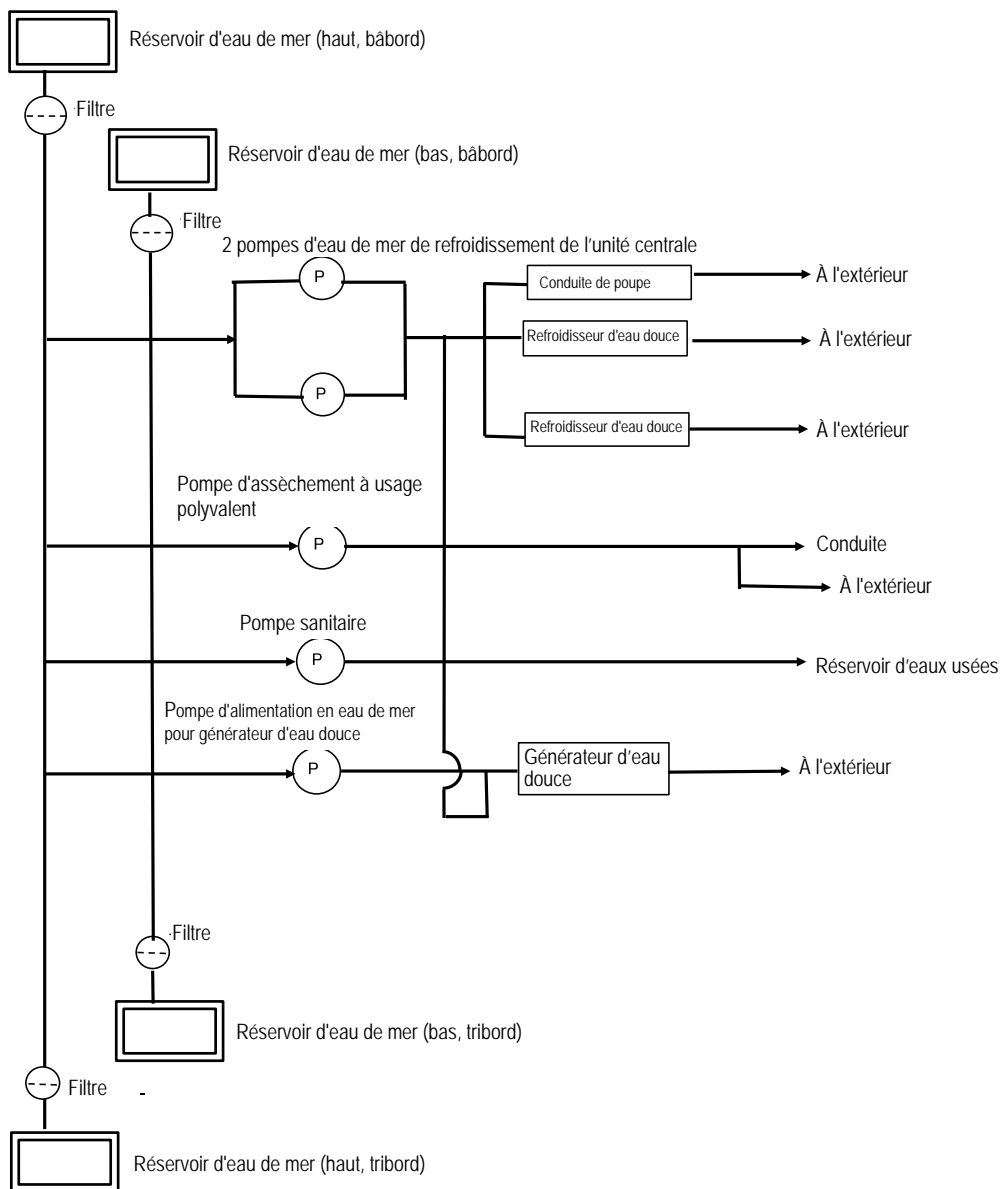 Réservoir d'eau de mer (haut, bâbord)
Filtre
Réservoir d'eau de mer (bas, bâbord)
Filtre
2 pompes d'eau de mer de refroidissement de l'unité centrale
P
Conduite de poupe
À l'extérieur
Refroidisseur d'eau douce
À l'extérieur
P
Refroidisseur d'eau douce
À l'extérieur
Pompe d'assèchement à usage
polyvalent
P
Conduite
À l'extérieur
Pompe sanitaire
P
Réservoir d'eaux usées
Pompe d'alimentation en eau de mer
pour générateur d'eau douce
P
Générateur d'eau
douce
À l'extérieur
Filtre
Réservoir d'eau de mer (bas, tribord)
Filtre
Réservoir d'eau de mer (haut, tribord)